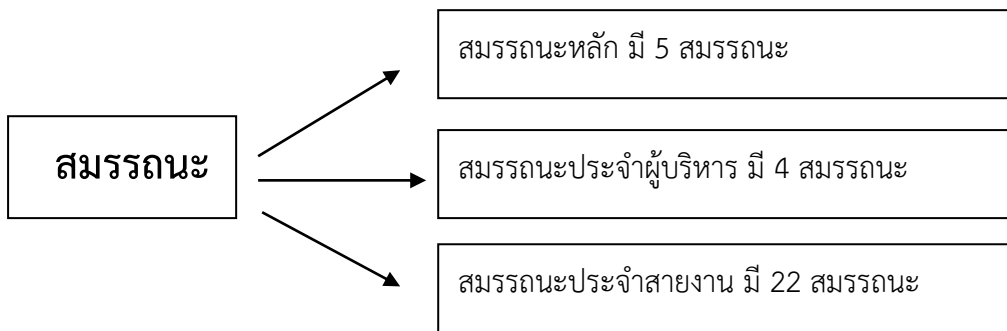 สมรรถนะ
สมรรถนะหลัก มี 5 สมรรถนะ
สมรรถนะประจำผู้บริหาร มี 4 สมรรถนะ
สมรรถนะประจำสายงาน มี 22 สมรรถนะ